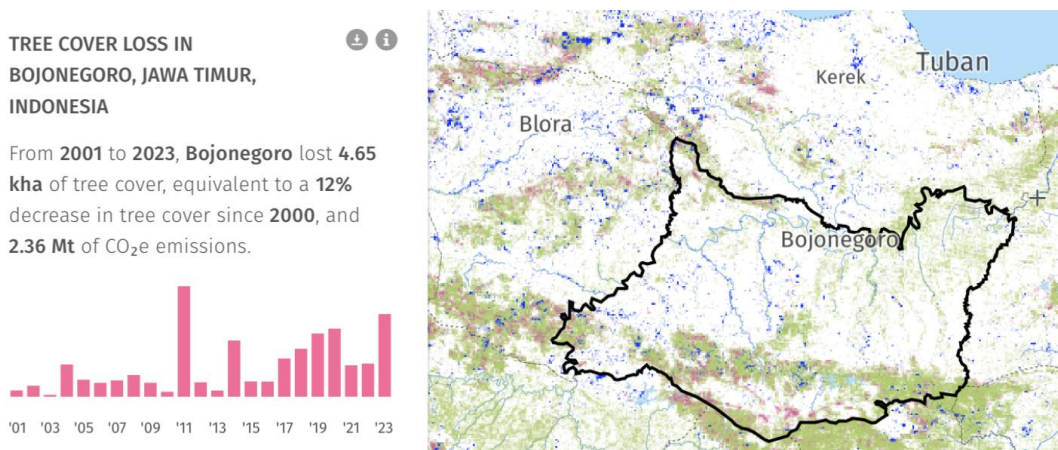 TREE COVER LOSS IN
BOJONEGORO, JAWA TIMUR,
INDONESIA
From 2001 to 2023, Bojonegoro lost 4.65
kha of tree cover, equivalent to a 12%
decrease in tree cover since 2000, and
2.36 Mt of CO₂e emissions.
'01 '03 '05 '07 '09 '11 '13 '15 '17 '19 '21 '23
Tuban
Kerek
Blora
Bojonegoro